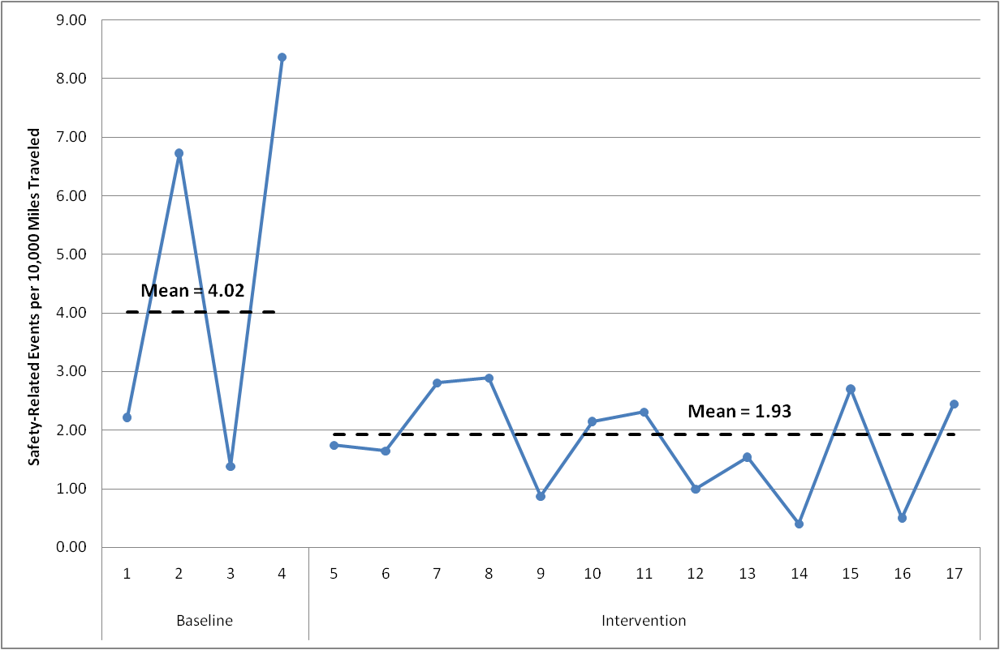 9.00
8.00
7.00
6.00
5.00
4.00
3.00
2.00
1.00
0.00
Safety-Related Events per 10,000 Miles Traveled
Mean = 4.02
Mean = 1.93
1 2 3 4 5 6 7 8 9 10 11 12 13 14 15 16 17
Baseline Intervention